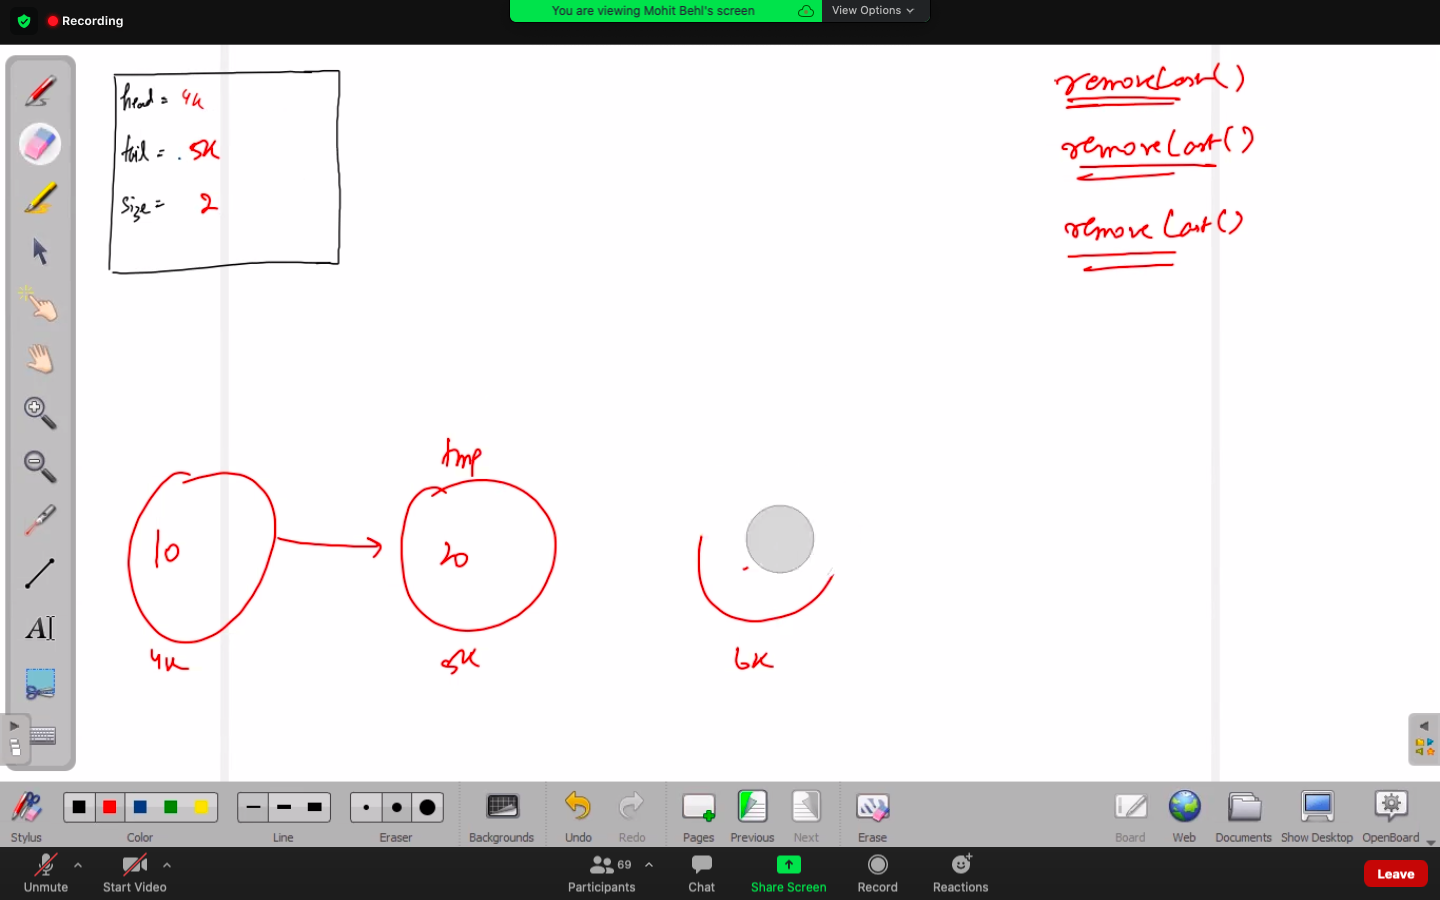 Recording
You are viewing Mohit Behl's screen
View Options
head = 4k
tail = 5k
size = 2
removeLast()
removeLast()
removeLast()
tmp
10
20
4k
5k
6k
Stylus
Color
Line
Eraser
Backgrounds
Undo
Redo
Pages
Previous
Next
Erase
Board
Web
Documents
Show Desktop
OpenBoard
Unmute
Start Video
69
Participants
Chat
Share Screen
Record
Reactions
Leave